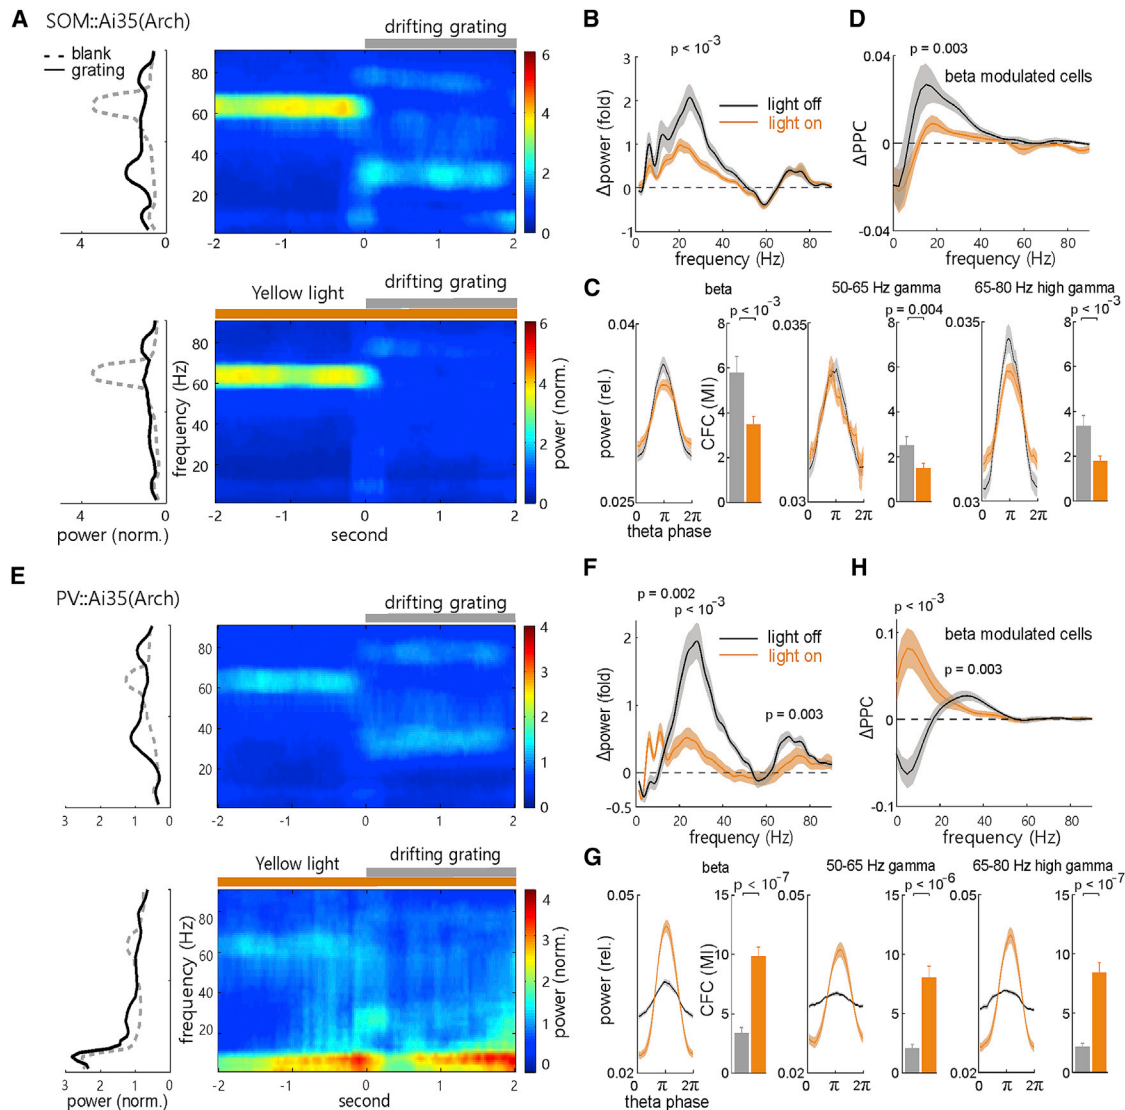 A
SOM::Ai35(Arch)
blank
grating
drifting grating
80
60
40
20
4
0
-2
-1
0
1
2
6
4
2
0
Yellow light
drifting grating
frequency (Hz)
80
60
40
20
4
0
power (norm.)
-2
-1
0
1
2
second
6
4
2
0
power (norm.)
B
p < 10⁻³
light off
light on
Δpower (fold)
3
2
1
0
-1
0
20
40
60
80
frequency (Hz)
D
p = 0.003
beta modulated cells
ΔPPC
0.04
0
-0.04
0
20
40
60
80
frequency (Hz)
C
beta
p < 10⁻³
power (rel.)
0.04
0.025
0
π
2π
theta phase
CFC (MI)
8
6
4
2
0
50-65 Hz gamma
p = 0.004
0.035
0.03
0
π
2π
8
6
4
2
0
65-80 Hz high gamma
p < 10⁻³
0.035
0.03
0
π
2π
8
6
4
2
0
E
PV::Ai35(Arch)
drifting grating
80
60
40
20
3
2
1
0
-2
-1
0
1
2
4
3
2
1
0
Yellow light
drifting grating
frequency (Hz)
80
60
40
20
3
2
1
0
power (norm.)
-2
-1
0
1
2
second
4
3
2
1
0
power (norm.)
F
p = 0.002
p < 10⁻³
light off
light on
p = 0.003
Δpower (fold)
2
1
0
-0.5
0
20
40
60
80
frequency (Hz)
H
p < 10⁻³
beta modulated cells
p = 0.003
ΔPPC
0.1
0
-0.1
0
20
40
60
80
frequency (Hz)
G
beta
p < 10⁻⁷
power (rel.)
0.05
0.02
0
π
2π
theta phase
CFC (MI)
15
10
5
0
50-65 Hz gamma
p < 10⁻⁶
0.05
0.02
0
π
2π
15
10
5
0
65-80 Hz high gamma
p < 10⁻⁷
0.05
0.02
0
π
2π
15
10
5
0